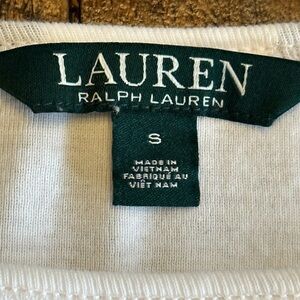 LAUREN
RALPH LAUREN
S
MADE IN
VIETNAM
FABRIQUÉ AU
VIÊT NAM